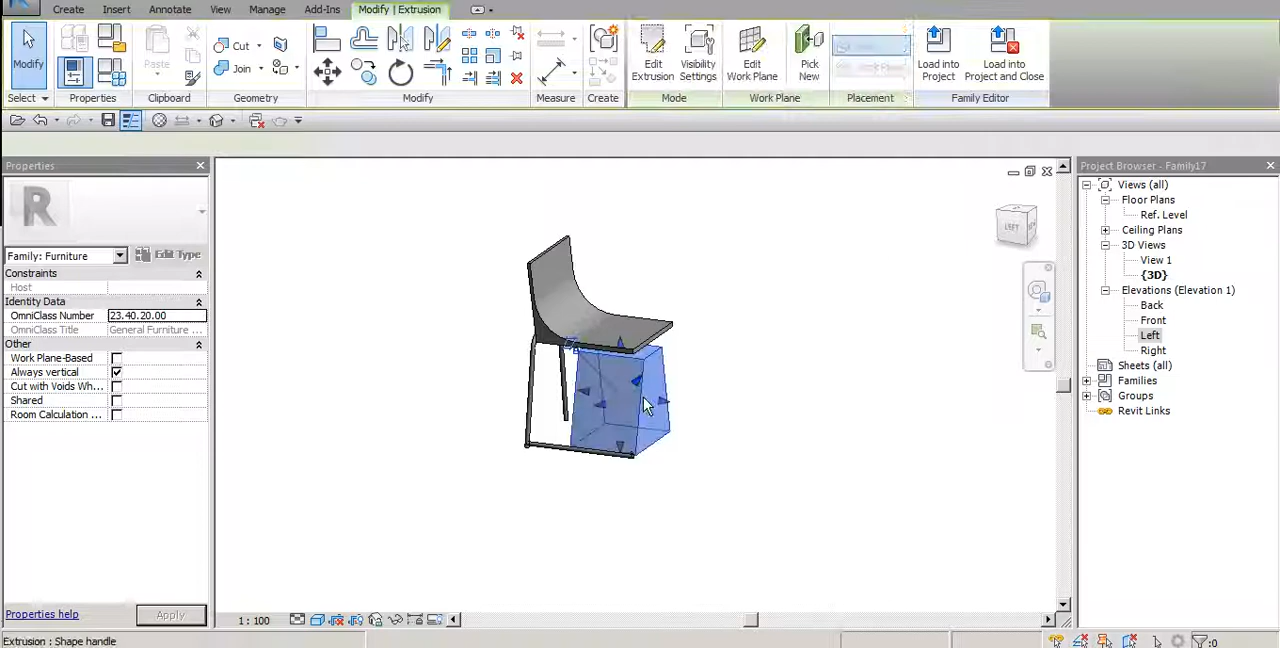 Create Insert Annotate View Manage Add-Ins Modify | Extrusion
Modify Paste Cut Join Edit Extrusion Visibility Settings Edit Work Plane Pick New Load into Project Load into Project and Close
Select Properties Clipboard Geometry Modify Measure Create Mode Work Plane Placement Family Editor
Properties
R
Family: Furniture Edit Type
Constraints
Host
Identity Data
OmniClass Number 23.40.20.00
OmniClass Title General Furniture ...
Other
Work Plane-Based
Always vertical
Cut with Voids Wh...
Shared
Room Calculation ...
Properties help Apply
LEFT
Project Browser - Family17
Views (all)
Floor Plans
Ref. Level
Ceiling Plans
3D Views
View 1
{3D}
Elevations (Elevation 1)
Back
Front
Left
Right
Sheets (all)
Families
Groups
Revit Links
1 : 100
Extrusion : Shape handle
:0